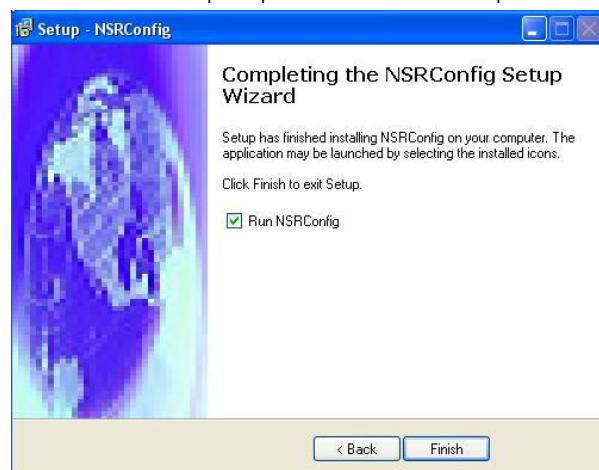 Setup - NSRConfig
Completing the NSRConfig Setup
Wizard
Setup has finished installing NSRConfig on your computer. The
application may be launched by selecting the installed icons.
Click Finish to exit Setup.
Run NSRConfig
< Back
Finish